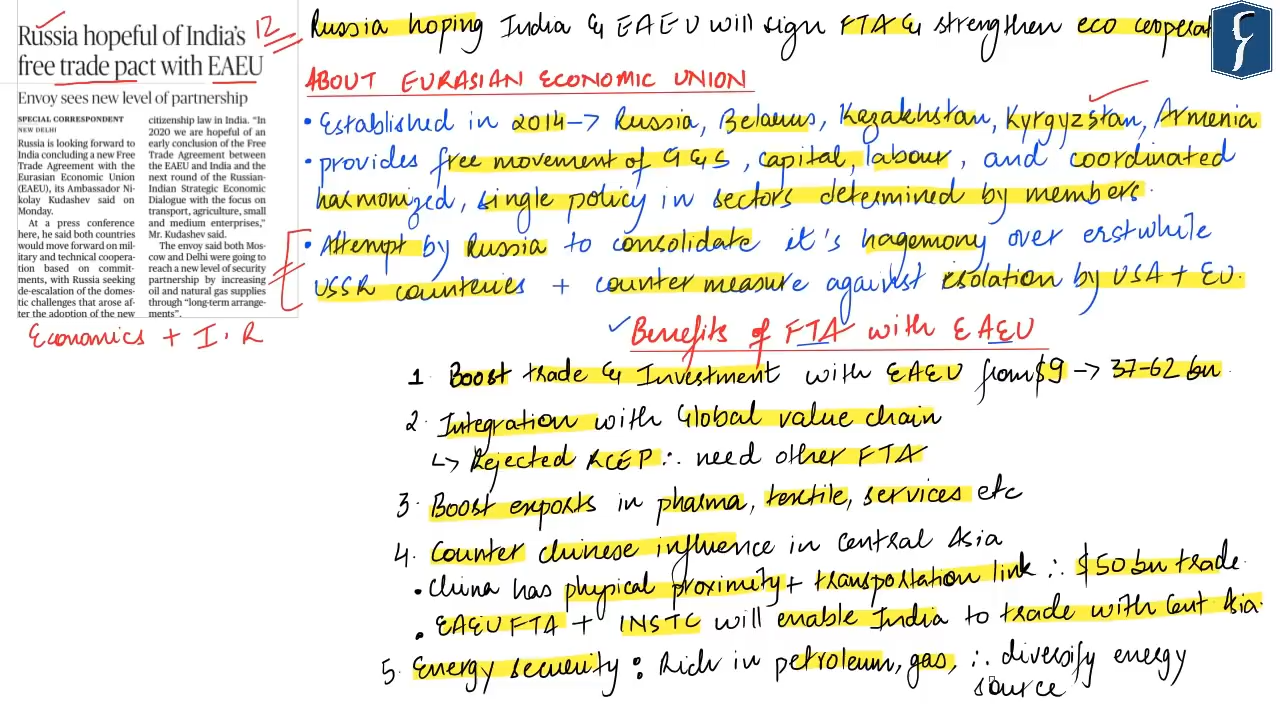 Russia hopeful of India's
free trade pact with EAEU
12
Envoy sees new level of partnership
SPECIAL CORRESPONDENT
NEW DELHI
Russia is looking forward to
India concluding a new Free
Trade Agreement with the
Eurasian Economic Union
(EAEU), its Ambassador Ni-
kolay Kudashev said on
Monday.
At a press conference
here, he said both countries
would move forward on mil-
itary and technical coopera-
tion based on commit-
ments, with Russia seeking
de-escalation of the domes-
tic challenges that arose af-
ter the adoption of the new
citizenship law in India. "In
2020 we are hopeful of an
early conclusion of the Free
Trade Agreement between
the EAEU and India and the
next round of the Russian-
Indian Strategic Economic
Dialogue with the focus on
transport, agriculture, small
and medium enterprises,"
Mr. Kudashev said.
The envoy said both Mos-
cow and Delhi were going to
reach a new level of security
partnership by increasing
oil and natural gas supplies
through "long-term arrange-
ments".
Economics + I.R
Russia hoping India & EAEU will sign FTA & strengthen eco cooperat
ABOUT EURASIAN ECONOMIC UNION
• Established in 2014 → Russia, Belarus, Kazakhstan, Kyrgyzstan, Armenia
• provides free movement of G&S, capital, labour, and coordinated
harmonized, single policy in sectors determined by members.
• Attempt by Russia to consolidate it's hagemony over erstwhile
USSR countries + counter measure against isolation by USA + EU.
Benefits of FTA with EAEU
1. Boost trade & Investment with EAEU from $9 → 37-62 bn
2. Integration with Global value chain
↳ Rejected RCEP ∴ need other FTA
3. Boost exports in pharma, textile, services etc
4. Counter chinese influence in Central Asia
• China has physical proximity + transportation link ∴ $50 bn trade
• EAEU FTA + INSTC will enable India to trade with Cent Asia.
5. Energy security : Rich in petroleum, gas, ∴ diversify energy
source